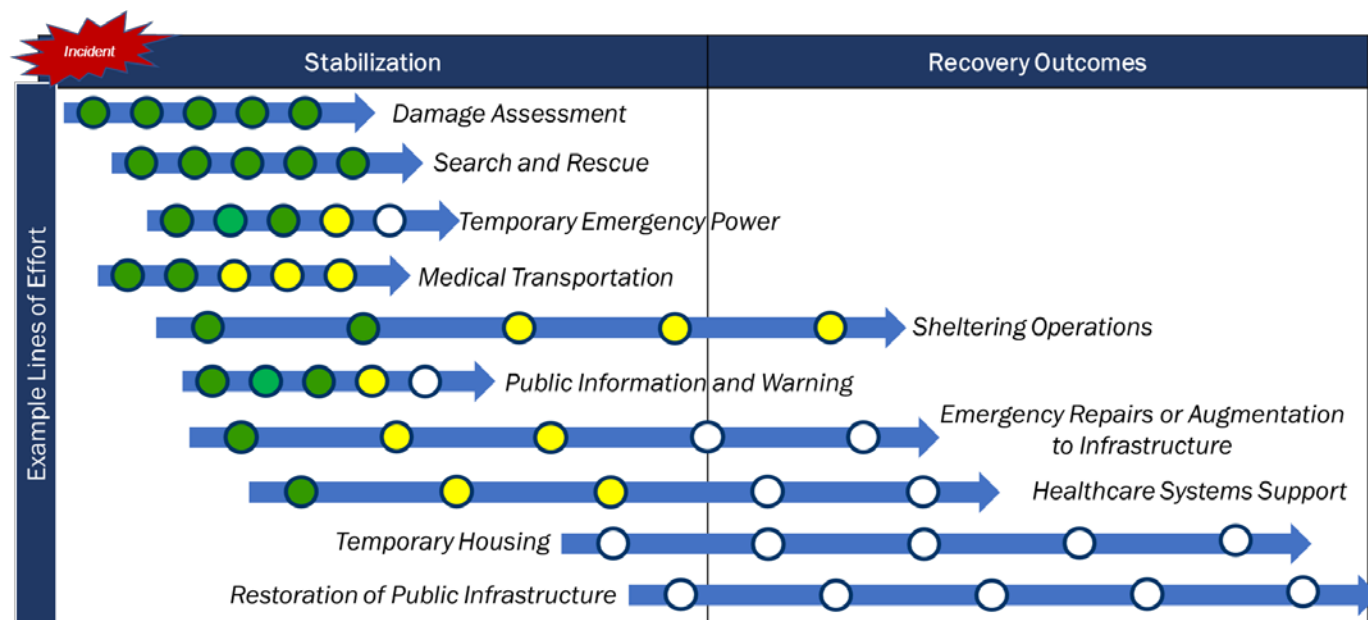 Incident
Stabilization
Recovery Outcomes
Example Lines of Effort
Damage Assessment
Search and Rescue
Temporary Emergency Power
Medical Transportation
Sheltering Operations
Public Information and Warning
Emergency Repairs or Augmentation
to Infrastructure
Healthcare Systems Support
Temporary Housing
Restoration of Public Infrastructure